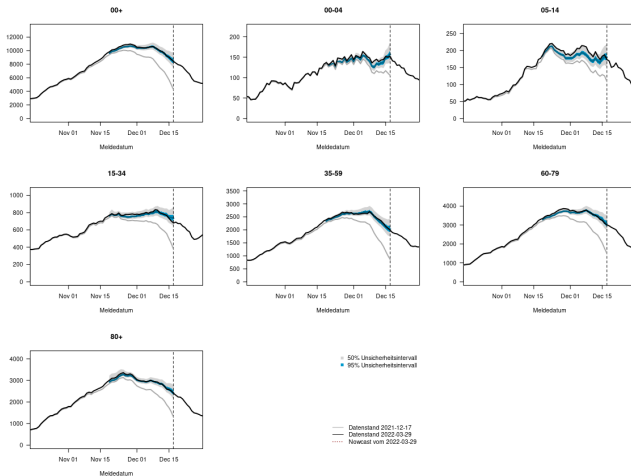 00+
00-04
05-14
12000
10000
8000
6000
4000
2000
0
200
150
100
50
0
250
200
150
100
50
0
Nov 01 Nov 15 Dec 01 Dec 15
Nov 01 Nov 15 Dec 01 Dec 15
Nov 01 Nov 15 Dec 01 Dec 15
Meldedatum
Meldedatum
Meldedatum
15-34
35-59
60-79
1000
800
600
400
200
0
3500
3000
2500
2000
1500
1000
500
0
4000
3000
2000
1000
0
Nov 01 Nov 15 Dec 01 Dec 15
Nov 01 Nov 15 Dec 01 Dec 15
Nov 01 Nov 15 Dec 01 Dec 15
Meldedatum
Meldedatum
Meldedatum
80+
4000
3000
2000
1000
0
Nov 01 Nov 15 Dec 01 Dec 15
Meldedatum
50% Unsicherheitsintervall
95% Unsicherheitsintervall
Datenstand 2021-12-17
Datenstand 2022-03-29
Nowcast vom 2022-03-29